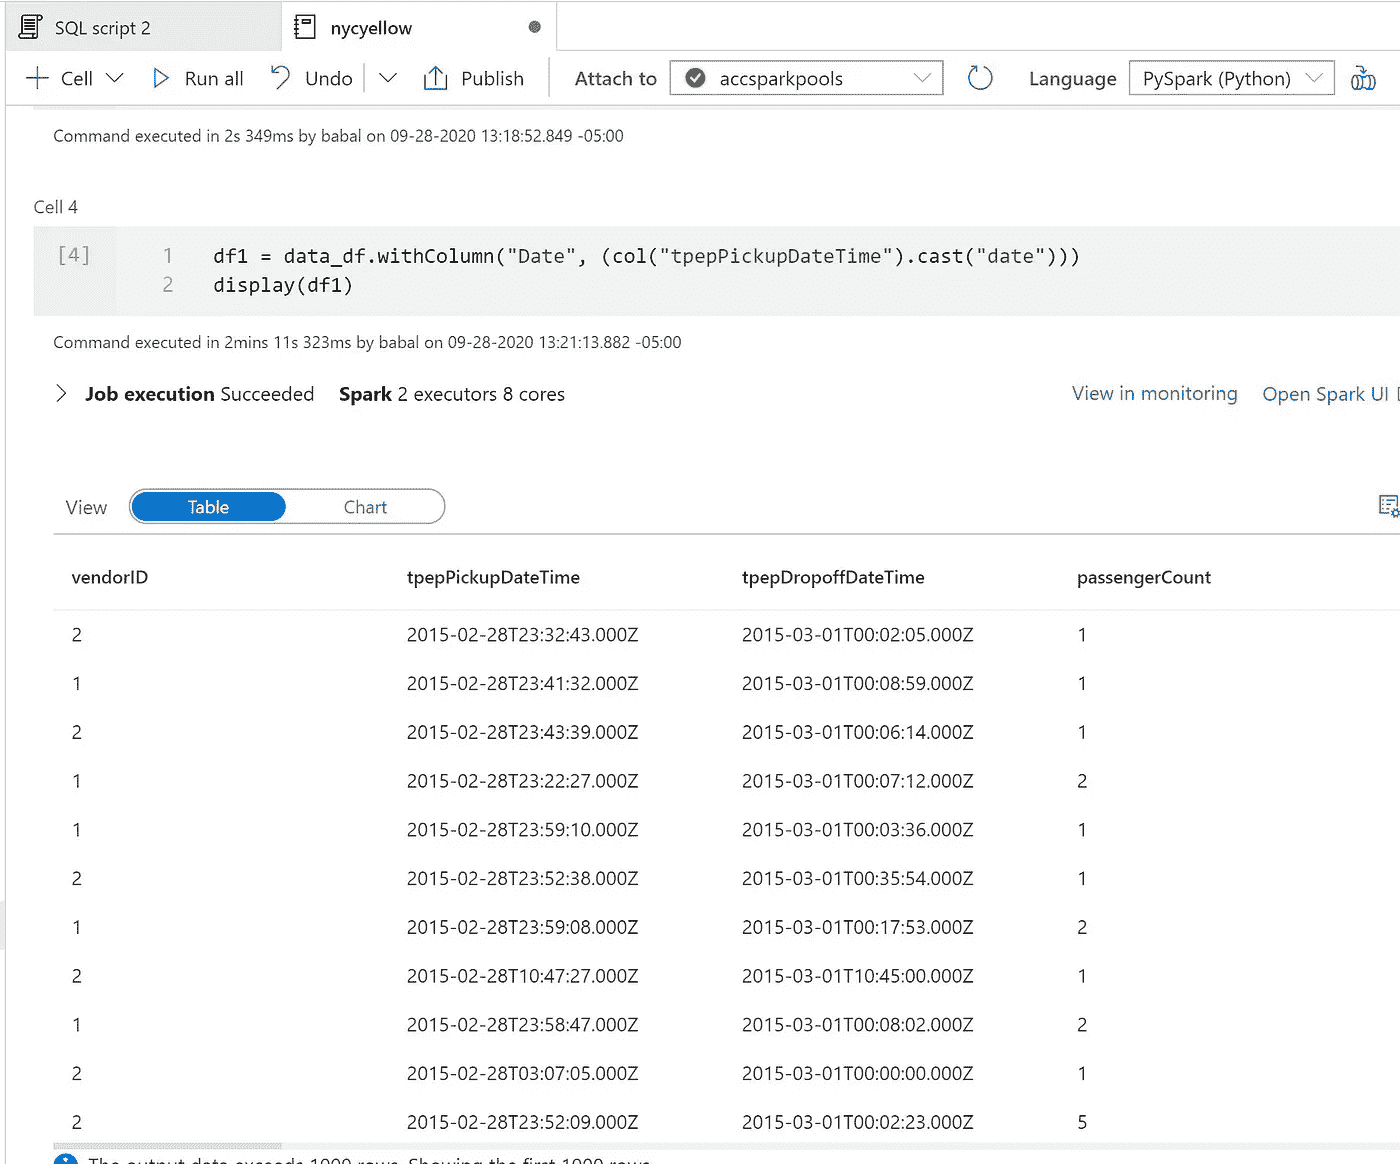 SQL script 2
nycyellow
Cell
Run all
Undo
Publish
Attach to
accsparkpools
Language
PySpark (Python)
Command executed in 2s 349ms by babal on 09-28-2020 13:18:52.849 -05:00
Cell 4
[4]
1 df1 = data_df.withColumn("Date", (col("tpepPickupDateTime").cast("date")))
2 display(df1)
Command executed in 2mins 11s 323ms by babal on 09-28-2020 13:21:13.882 -05:00
Job execution Succeeded Spark 2 executors 8 cores
View in monitoring
Open Spark UI
View
Table
Chart
vendorID tpepPickupDateTime tpepDropoffDateTime passengerCount
2 2015-02-28T23:32:43.000Z 2015-03-01T00:02:05.000Z 1
1 2015-02-28T23:41:32.000Z 2015-03-01T00:08:59.000Z 1
2 2015-02-28T23:43:39.000Z 2015-03-01T00:06:14.000Z 1
1 2015-02-28T23:22:27.000Z 2015-03-01T00:07:12.000Z 2
1 2015-02-28T23:59:10.000Z 2015-03-01T00:03:36.000Z 1
2 2015-02-28T23:52:38.000Z 2015-03-01T00:35:54.000Z 1
1 2015-02-28T23:59:08.000Z 2015-03-01T00:17:53.000Z 2
2 2015-02-28T10:47:27.000Z 2015-03-01T10:45:00.000Z 1
1 2015-02-28T23:58:47.000Z 2015-03-01T00:08:02.000Z 2
2 2015-02-28T03:07:05.000Z 2015-03-01T00:00:00.000Z 1
2 2015-02-28T23:52:09.000Z 2015-03-01T00:02:23.000Z 5
The output data exceeds 1000 rows. Showing the first 1000 rows.